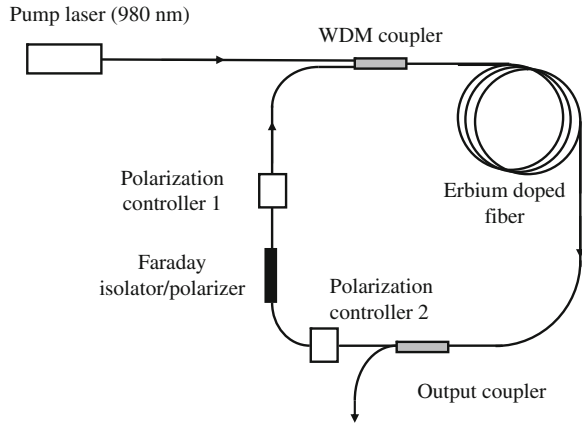 Pump laser (980 nm)
WDM coupler
Polarization
controller 1
Erbium doped
fiber
Faraday
isolator/polarizer
Polarization
controller 2
Output coupler